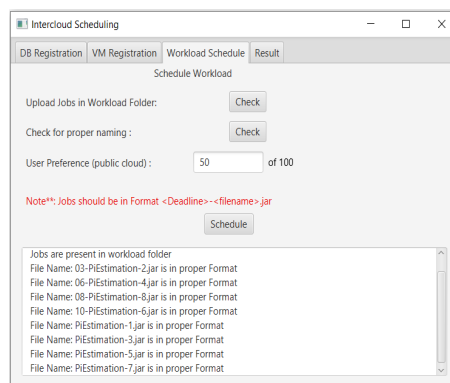 Intercloud Scheduling
DB Registration VM Registration Workload Schedule Result
Schedule Workload
Upload Jobs in Workload Folder: Check
Check for proper naming : Check
User Preference (public cloud) : 50 of 100
Note**: Jobs should be in Format <Deadline>-<filename>.jar
Schedule
Jobs are present in workload folder
File Name: 03-PiEstimation-2.jar is in proper Format
File Name: 06-PiEstimation-4.jar is in proper Format
File Name: 08-PiEstimation-8.jar is in proper Format
File Name: 10-PiEstimation-6.jar is in proper Format
File Name: PiEstimation-1.jar is in proper Format
File Name: PiEstimation-3.jar is in proper Format
File Name: PiEstimation-5.jar is in proper Format
File Name: PiEstimation-7.jar is in proper Format